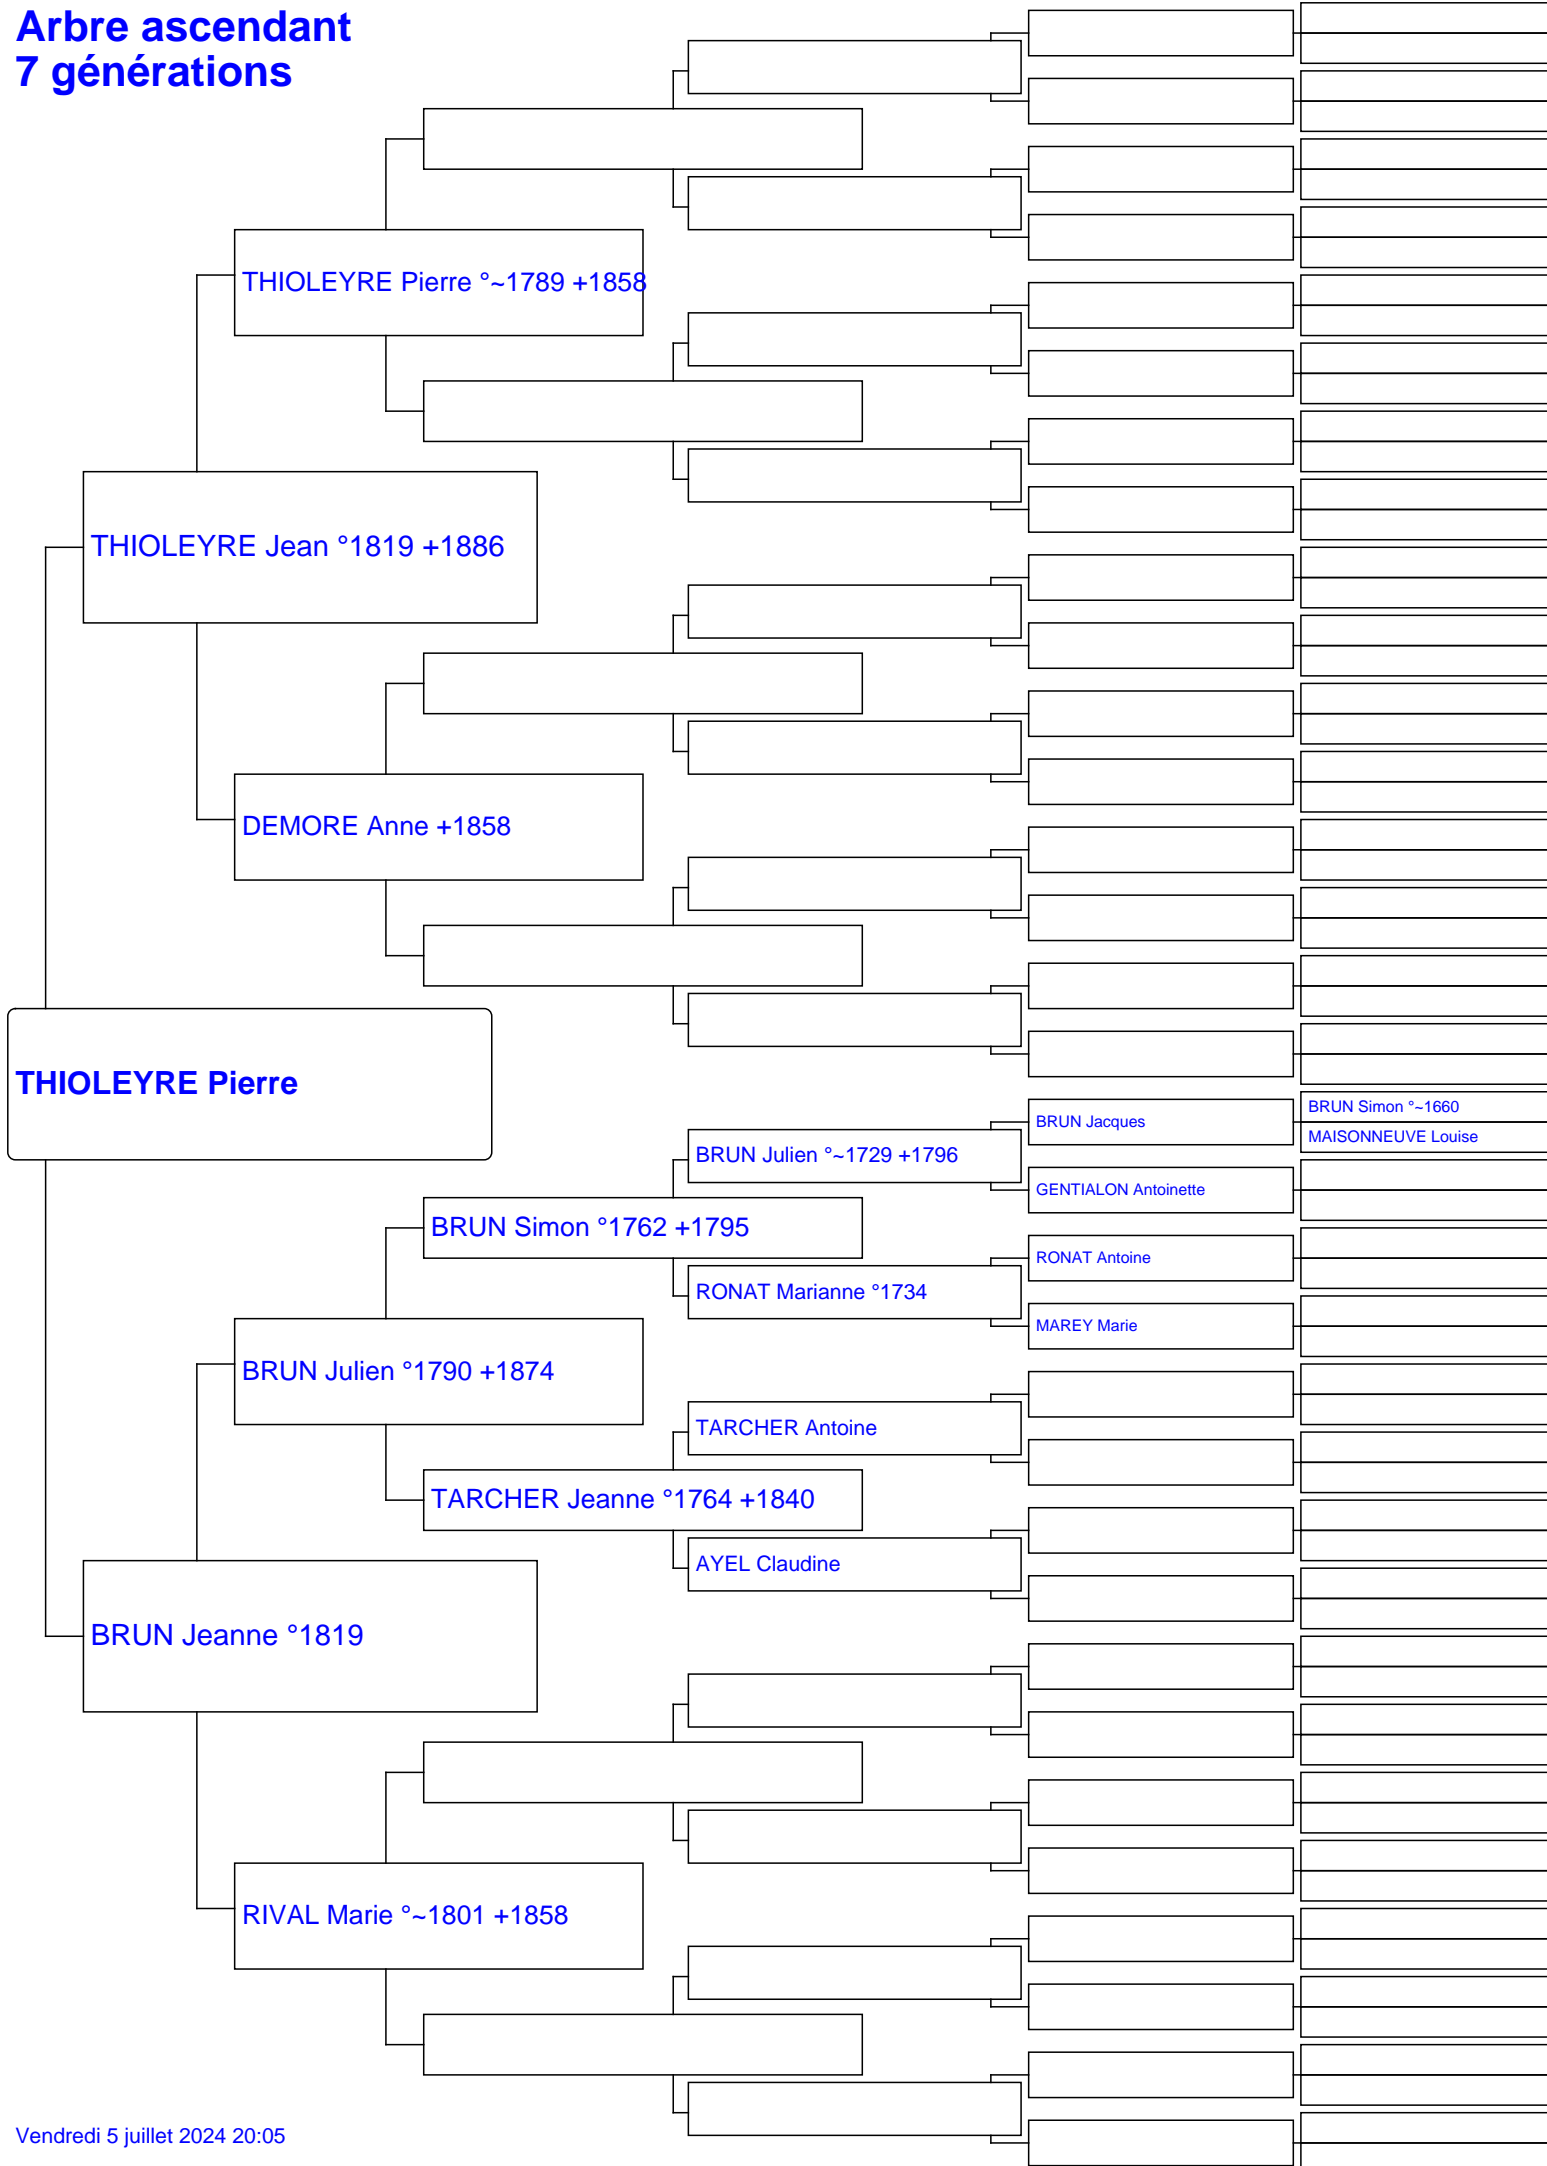 Arbre ascendant
7 générations
THIOLEYRE Pierre °~1789 +1858
THIOLEYRE Jean °1819 +1886
DEMORE Anne +1858
THIOLEYRE Pierre
BRUN Simon °~1660
BRUN Jacques
MAISONNEUVE Louise
BRUN Julien °~1729 +1796
GENTIALON Antoinette
BRUN Simon °1762 +1795
RONAT Antoine
RONAT Marianne °1734
MAREY Marie
BRUN Julien °1790 +1874
TARCHER Antoine
TARCHER Jeanne °1764 +1840
AYEL Claudine
BRUN Jeanne °1819
RIVAL Marie °~1801 +1858
Vendredi 5 juillet 2024 20:05